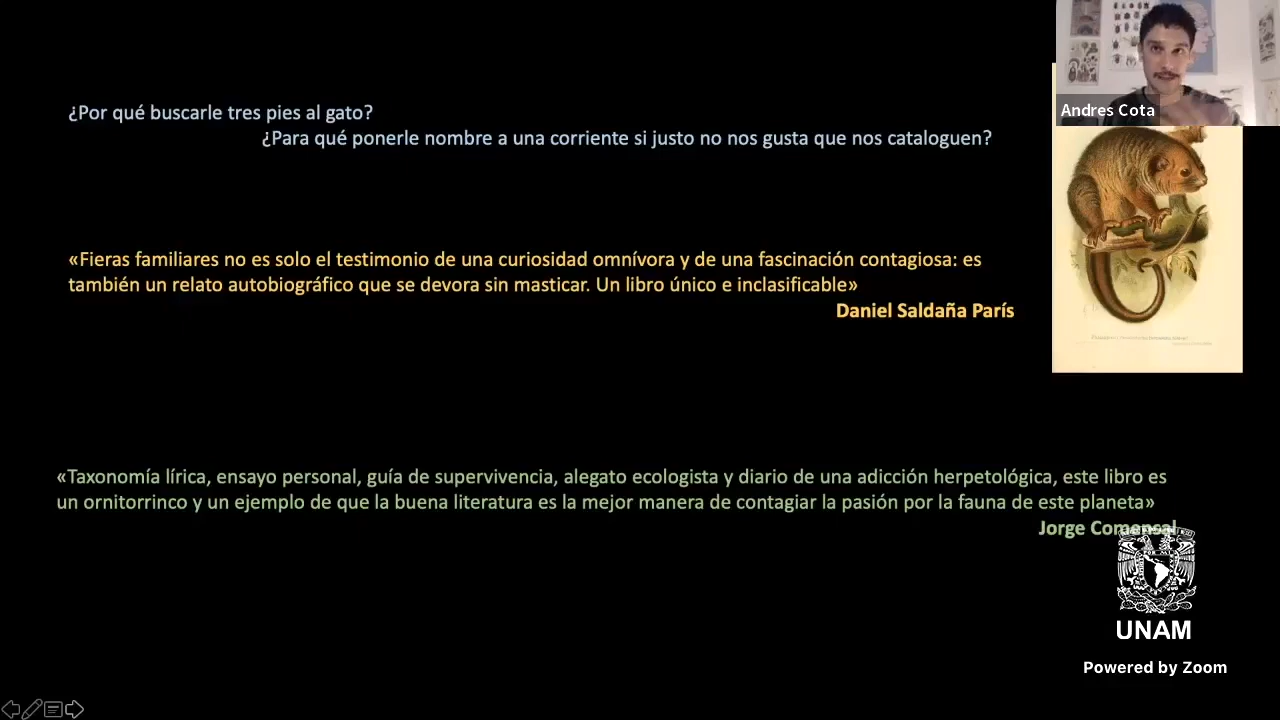 ¿Por qué buscarle tres pies al gato?
¿Para qué ponerle nombre a una corriente si justo no nos gusta que nos cataloguen?
Andres Cota
«Fieras familiares no es solo el testimonio de una curiosidad omnívora y de una fascinación contagiosa: es
también un relato autobiográfico que se devora sin masticar. Un libro único e inclasificable»
Daniel Saldaña París
«Taxonomía lírica, ensayo personal, guía de supervivencia, alegato ecologista y diario de una adicción herpetológica, este libro es
un ornitorrinco y un ejemplo de que la buena literatura es la mejor manera de contagiar la pasión por la fauna de este planeta»
Jorge Comensal
UNAM
Powered by Zoom